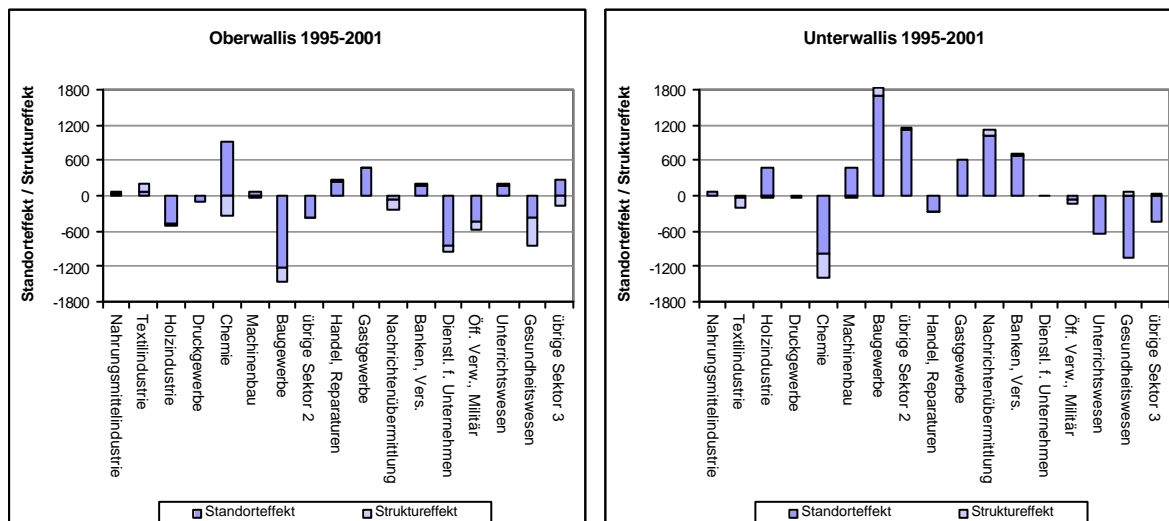 Oberwallis 1995-2001
Standorteffekt / Struktureffekt
1800
1200
600
0
-600
-1200
-1800
Nahrungsmittelindustrie
Textilindustrie
Holzindustrie
Druckgewerbe
Chemie
Machinenbau
Baugewerbe
übrige Sektor 2
Handel, Reparaturen
Gastgewerbe
Nachrichtenübermittlung
Banken, Vers.
Dienstl. f. Unternehmen
Öff. Verw., Militär
Unterrichtswesen
Gesundheitswesen
übrige Sektor 3
Standorteffekt
Struktureffekt
Unterwallis 1995-2001
Standorteffekt / Struktureffekt
1800
1200
600
0
-600
-1200
-1800
Nahrungsmittelindustrie
Textilindustrie
Holzindustrie
Druckgewerbe
Chemie
Machinenbau
Baugewerbe
übrige Sektor 2
Handel, Reparaturen
Gastgewerbe
Nachrichtenübermittlung
Banken, Vers.
Dienstl. f. Unternehmen
Öff. Verw., Militär
Unterrichtswesen
Gesundheitswesen
übrige Sektor 3
Standorteffekt
Struktureffekt